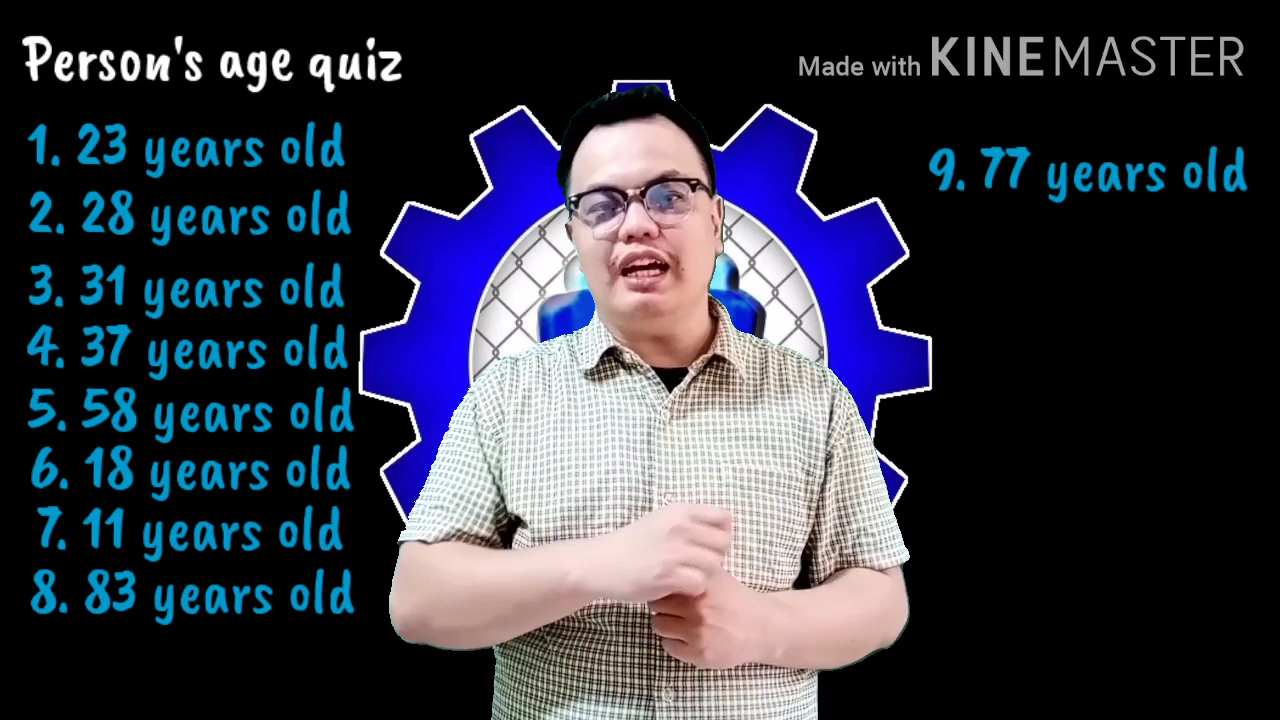 Person's age quiz
Made with KINEMASTER
1. 23 years old
2. 28 years old
3. 31 years old
4. 37 years old
5. 58 years old
6. 18 years old
7. 11 years old
8. 83 years old
9. 77 years old